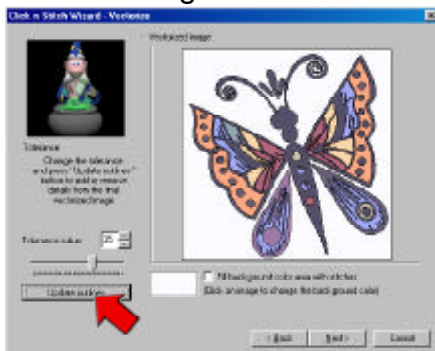 Click n Stitch Wizard - Vectorize
Vectorized image
Tolerance
Change the tolerance
and press "Update outlines"
button to add or remove
details from the final
vectorized image
Tolerance value: 25
Update outlines
Fill background color area with stitches
(Click on image to change the background color)
< Back
Next >
Cancel